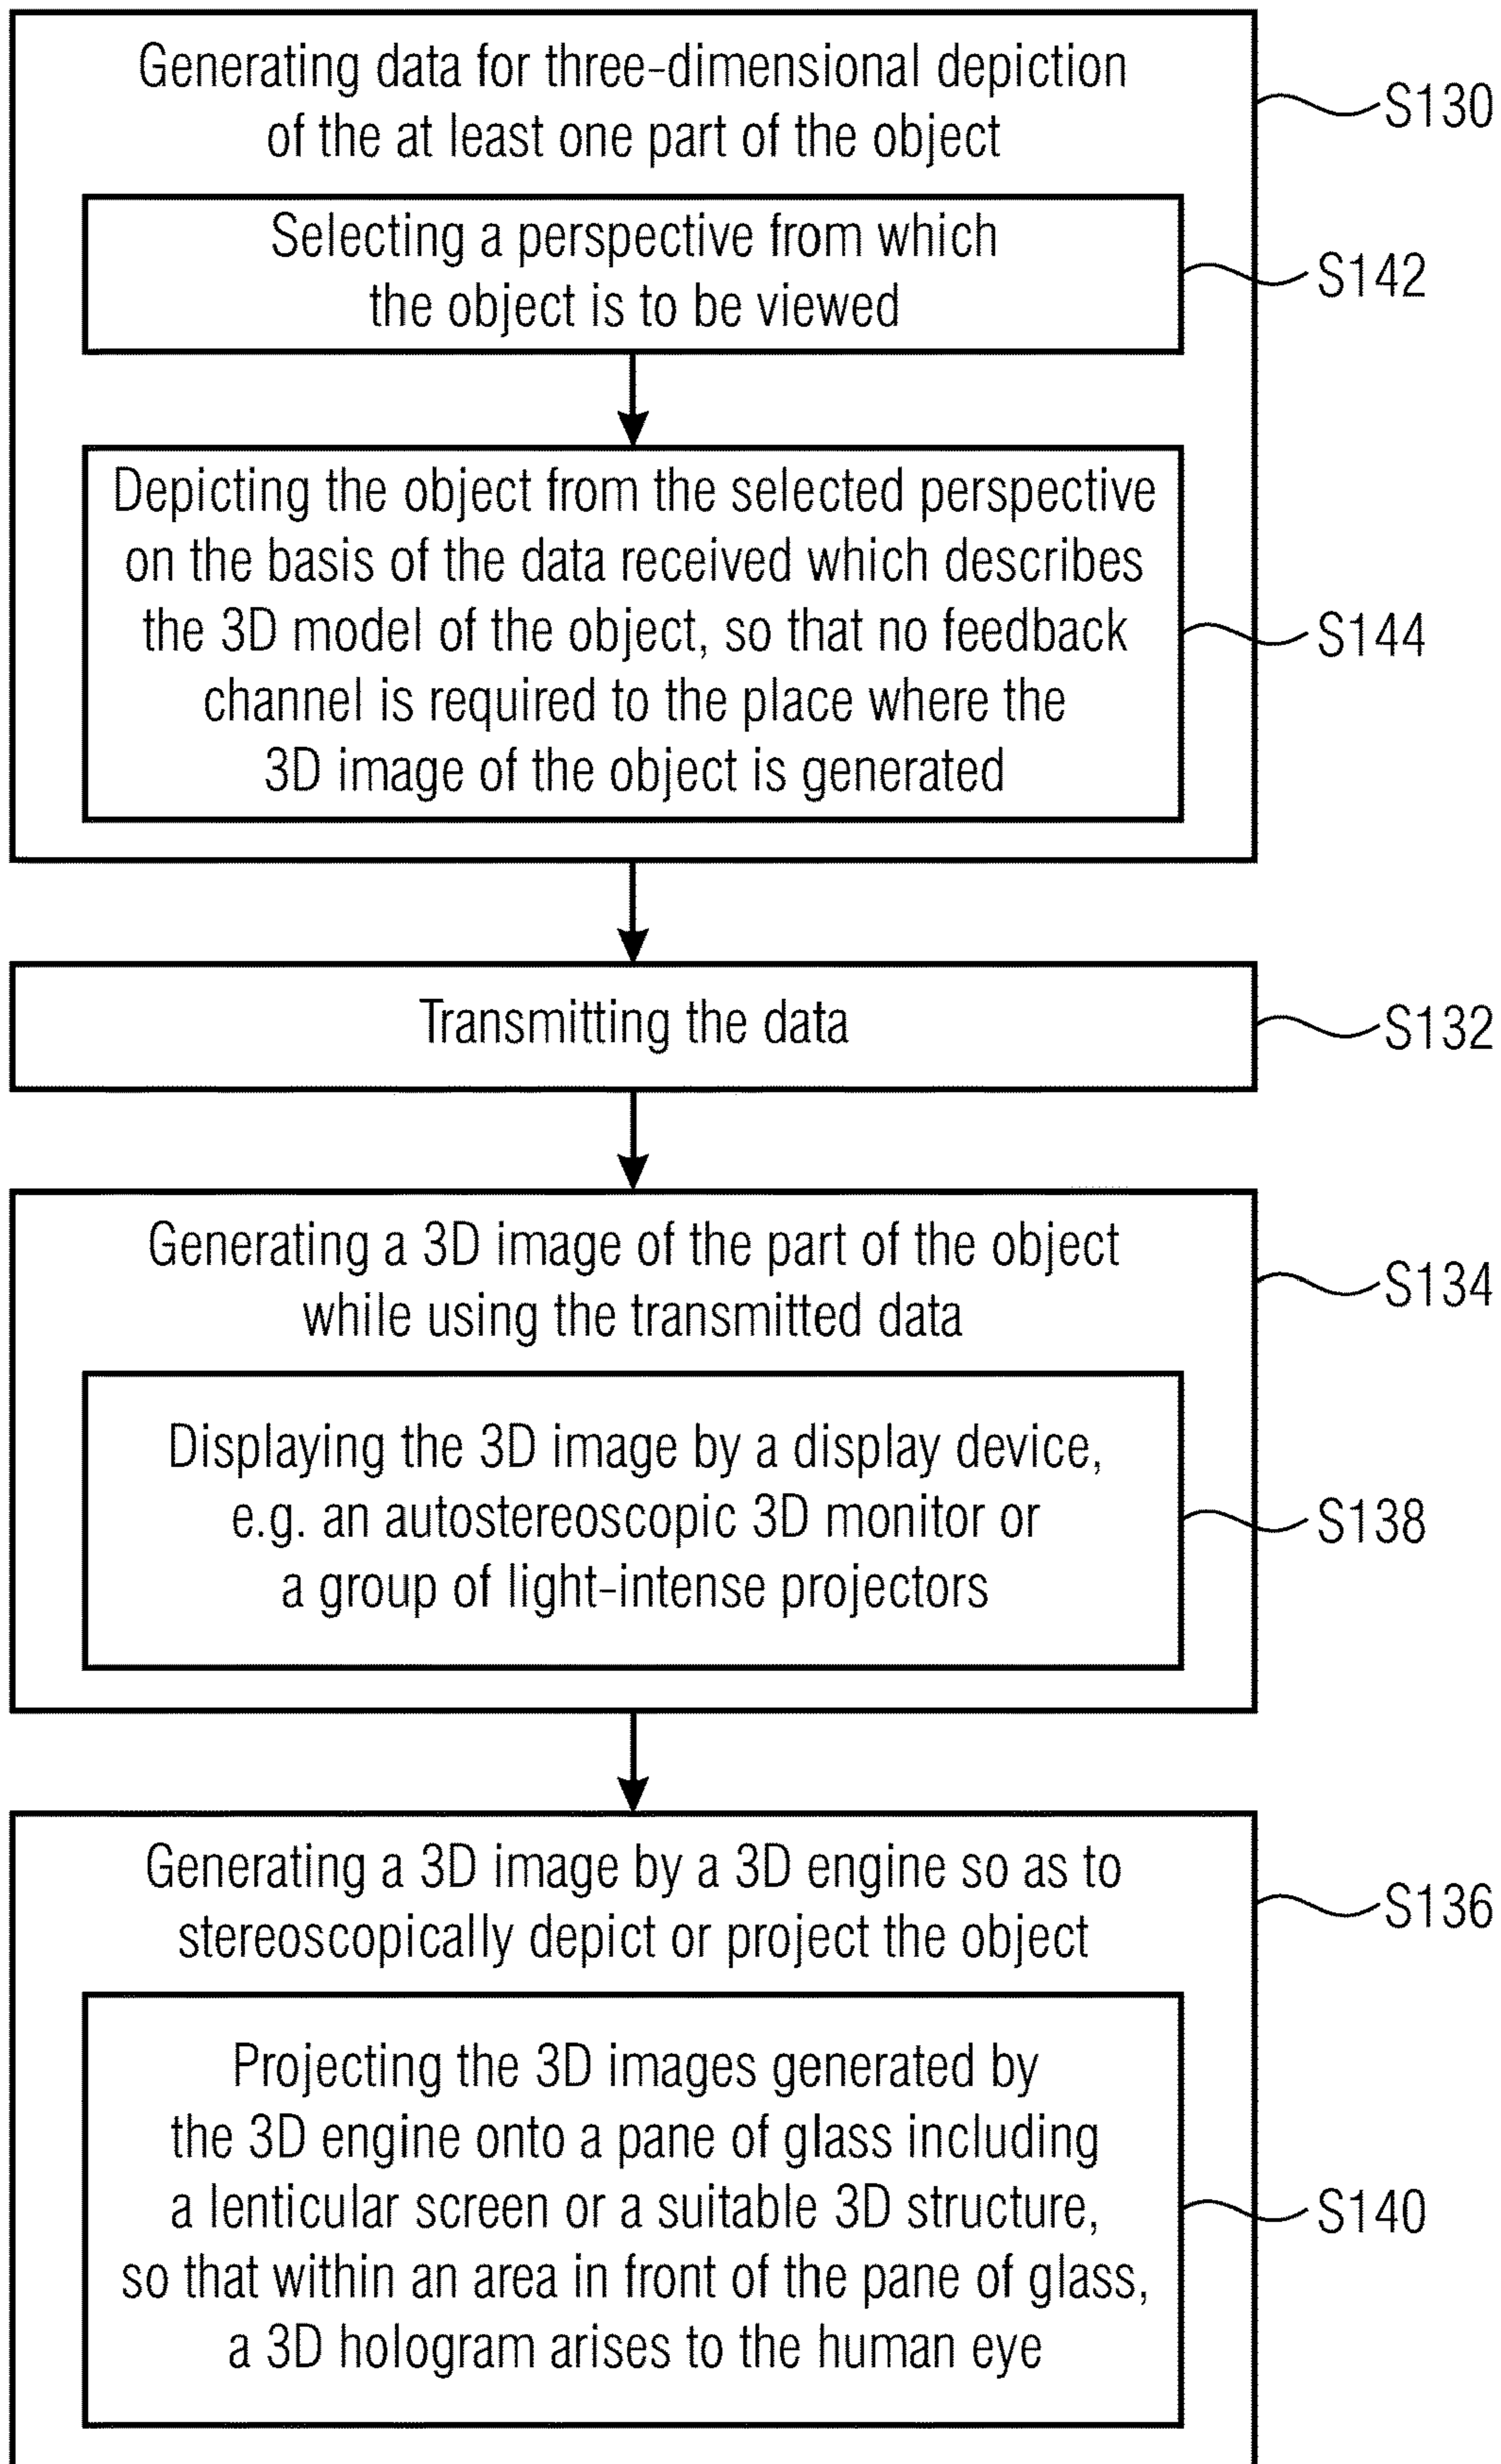 Generating data for three-dimensional depiction
of the at least one part of the object
S130
Selecting a perspective from which
the object is to be viewed
S142
Depicting the object from the selected perspective
on the basis of the data received which describes
the 3D model of the object, so that no feedback
channel is required to the place where the
3D image of the object is generated
S144
Transmitting the data
S132
Generating a 3D image of the part of the object
while using the transmitted data
S134
Displaying the 3D image by a display device,
e.g. an autostereoscopic 3D monitor or
a group of light-intense projectors
S138
Generating a 3D image by a 3D engine so as to
stereoscopically depict or project the object
S136
Projecting the 3D images generated by
the 3D engine onto a pane of glass including
a lenticular screen or a suitable 3D structure,
so that within an area in front of the pane of glass,
a 3D hologram arises to the human eye
S140